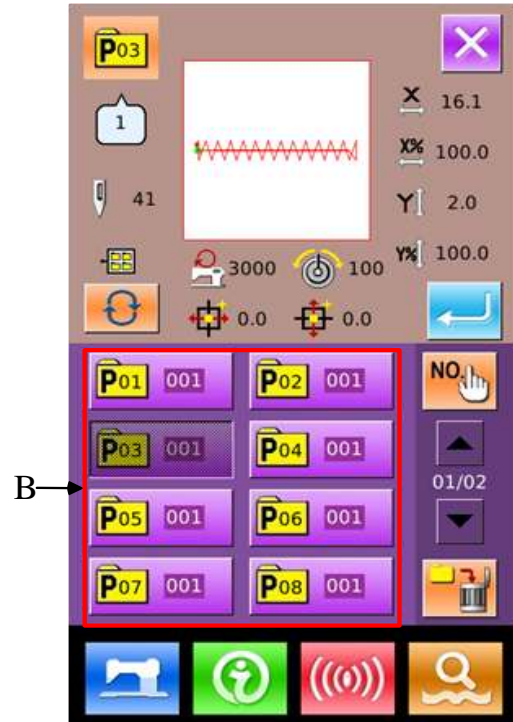 P03
X 16.1
1
X% 100.0
41
Y 2.0
3000 100
Y% 100.0
0.0 0.0
P01 001 P02 001
NO.
P03 001 P04 001
B
01/02
P05 001 P06 001
P07 001 P08 001